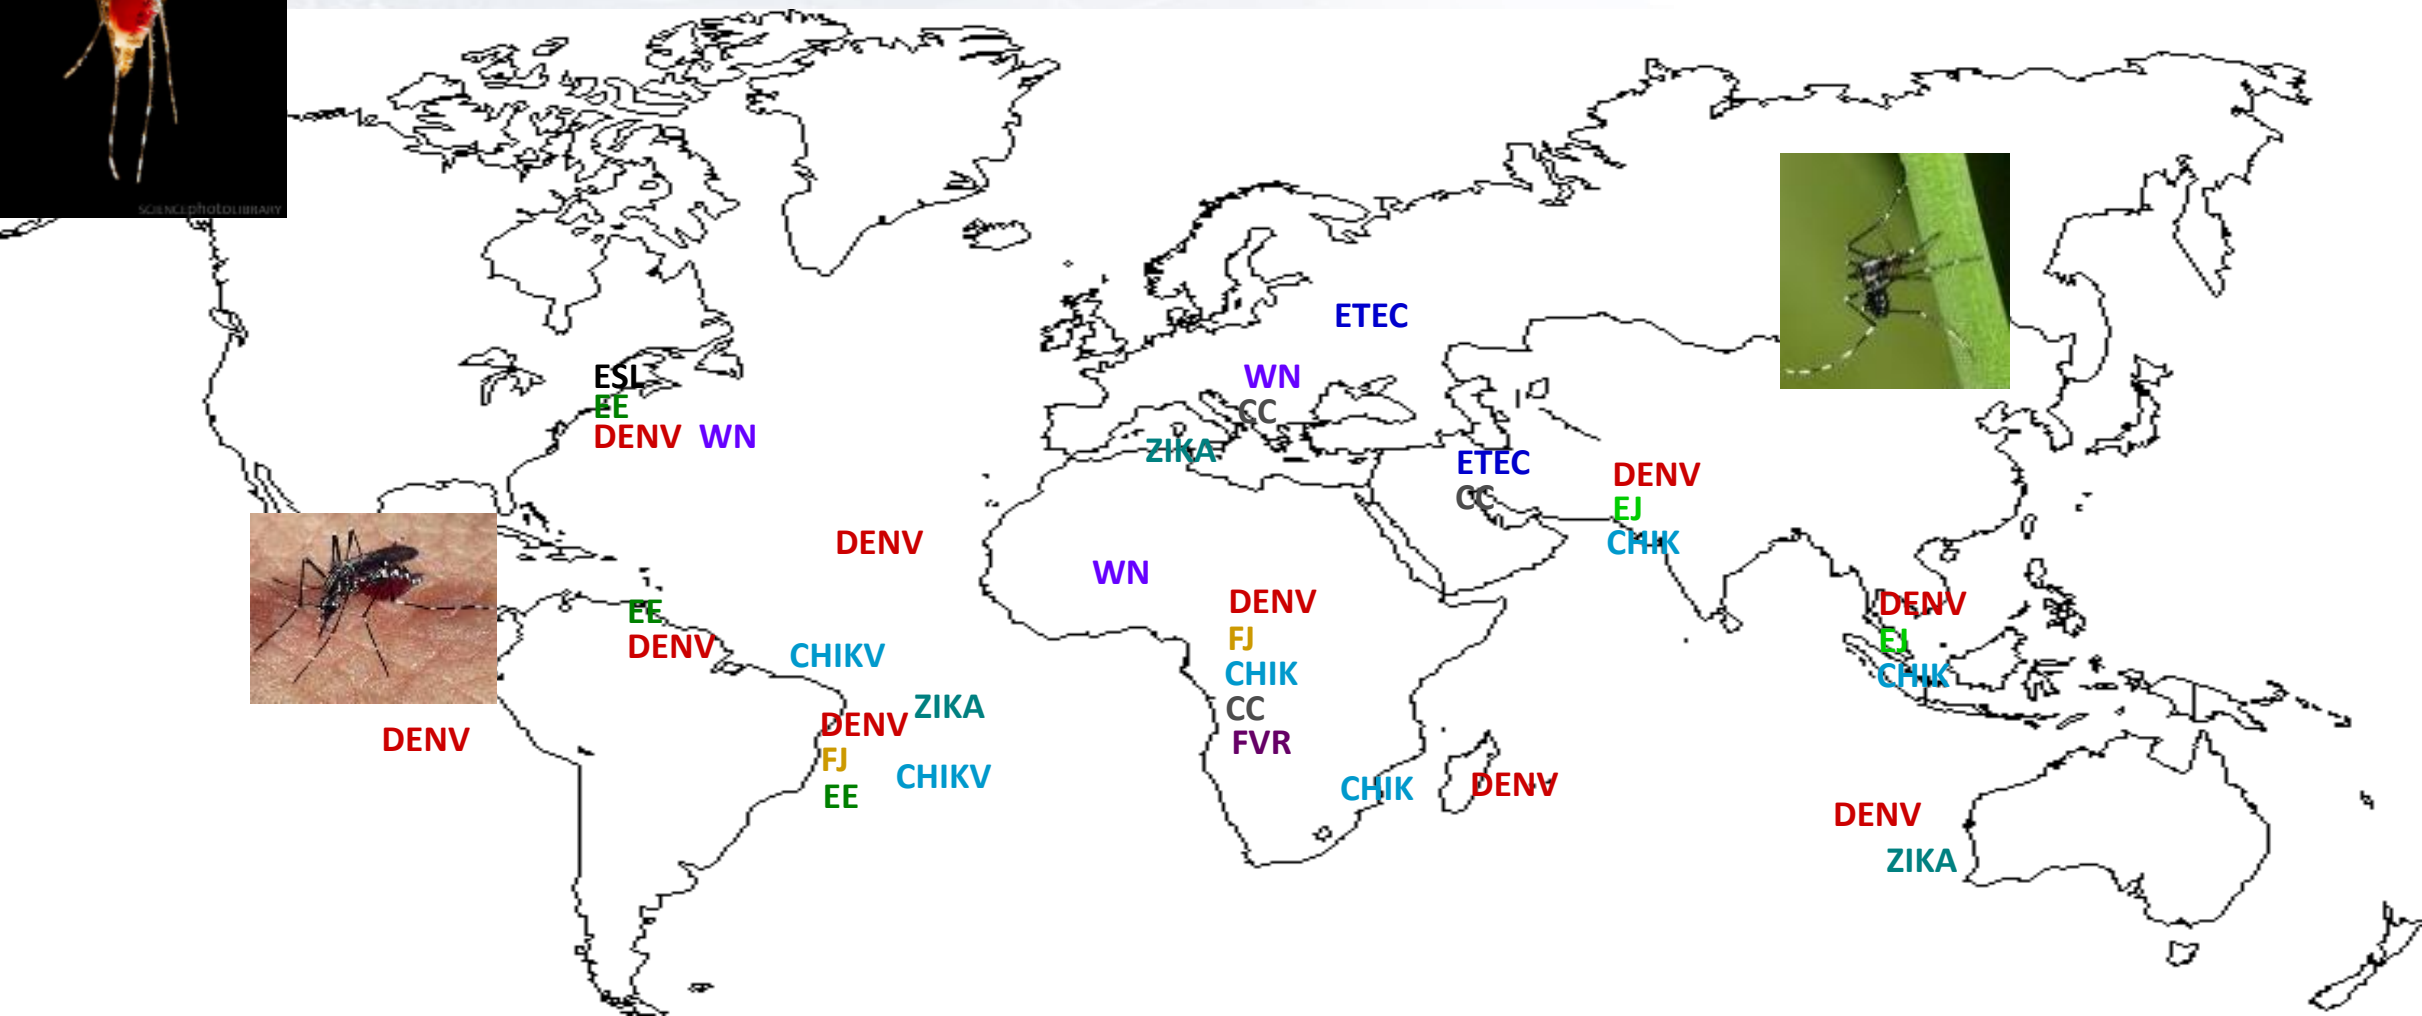 SCIENCEphotoLIBRARY
ETEC
ESL
EE
DENV WN
WN
CC
ZIKA
ETEC
CC
DENV
EJ
CHIK
DENV
WN
EE
DENV
CHIKV
DENV
FJ
CHIK
CC
FVR
DENV
EJ
CHIK
DENV
ZIKA
DENV
FJ
EE
CHIKV
CHIK
DENV
DENV
ZIKA